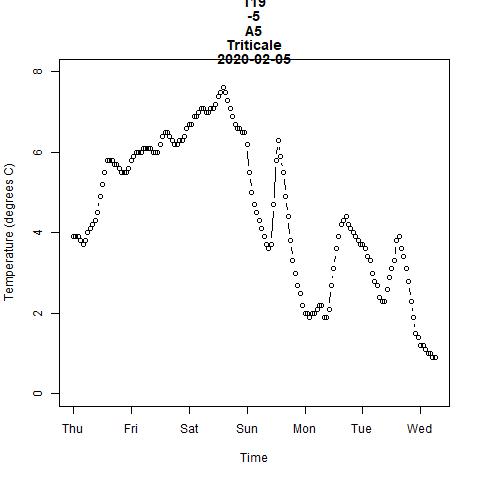 T19
-5
A5
Triticale
2020-02-05
Temperature (degrees C)
8
6
4
2
0
Thu Fri Sat Sun Mon Tue Wed
Time